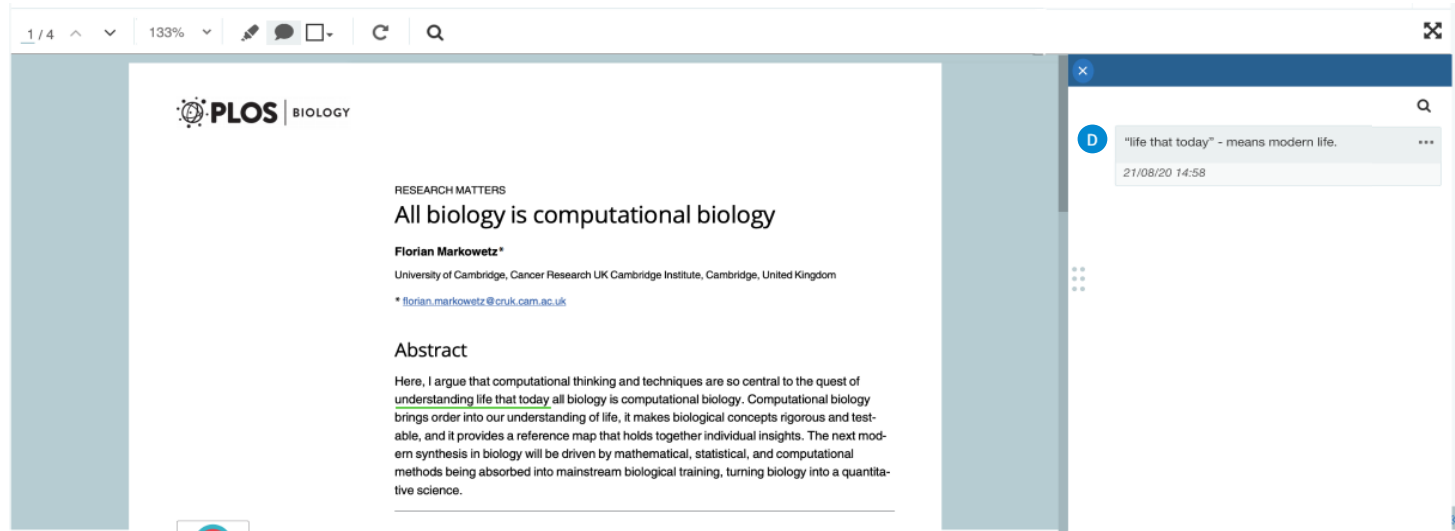 1 / 4 133%
PLOS BIOLOGY
RESEARCH MATTERS
All biology is computational biology
Florian Markowetz*
University of Cambridge, Cancer Research UK Cambridge Institute, Cambridge, United Kingdom
* florian.markowetz@cruk.cam.ac.uk
Abstract
Here, I argue that computational thinking and techniques are so central to the quest of
understanding life that today all biology is computational biology. Computational biology
brings order into our understanding of life, it makes biological concepts rigorous and test-
able, and it provides a reference map that holds together individual insights. The next mod-
ern synthesis in biology will be driven by mathematical, statistical, and computational
methods being absorbed into mainstream biological training, turning biology into a quantita-
tive science.
D
“life that today” - means modern life.
21/08/20 14:58